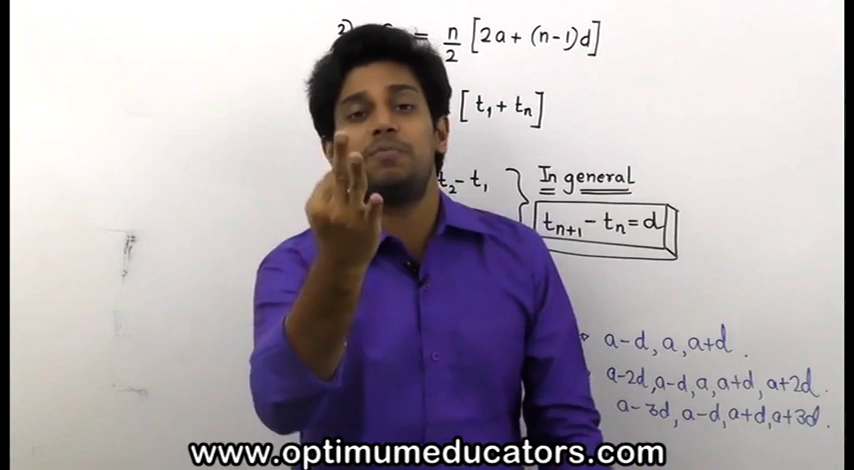 2) = n/2 [2a + (n-1)d]
[t₁ + tₙ]
t₂ - t₁ } In general
tₙ₊₁ - tₙ = d
a-d, a, a+d.
a-2d, a-d, a, a+d, a+2d.
a-3d, a-d, a+d, a+3d.
www.optimumeducators.com